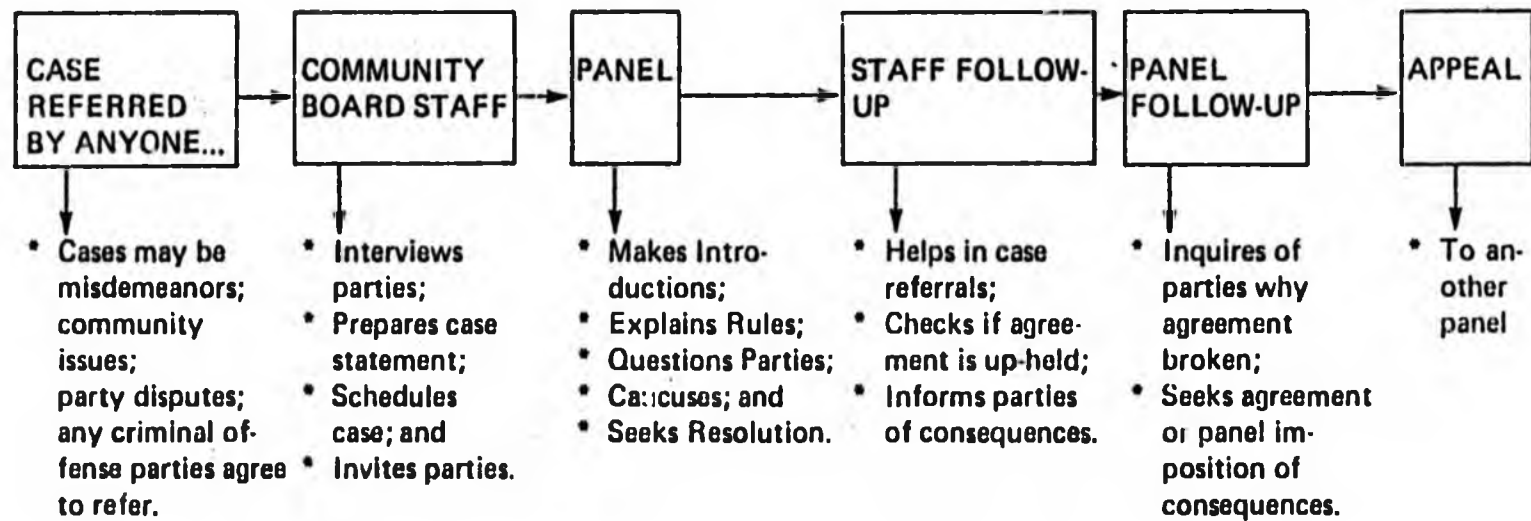 CASE
REFERRED
BY ANYONE...
COMMUNITY
BOARD STAFF
PANEL
STAFF FOLLOW-
UP
PANEL
FOLLOW-UP
APPEAL
* Cases may be
misdemeanors;
community
issues;
party disputes;
any criminal of-
fense parties agree
to refer.
* Interviews
parties;
* Prepares case
statement;
* Schedules
case; and
* Invites parties.
* Makes Intro-
ductions;
* Explains Rules;
* Questions Parties;
* Caucuses; and
* Seeks Resolution.
* Helps in case
referrals;
* Checks if agree-
ment is up-held;
* Informs parties
of consequences.
* Inquires of
parties why
agreement
broken;
* Seeks agreement
or panel im-
position of
consequences.
* To an-
other
panel